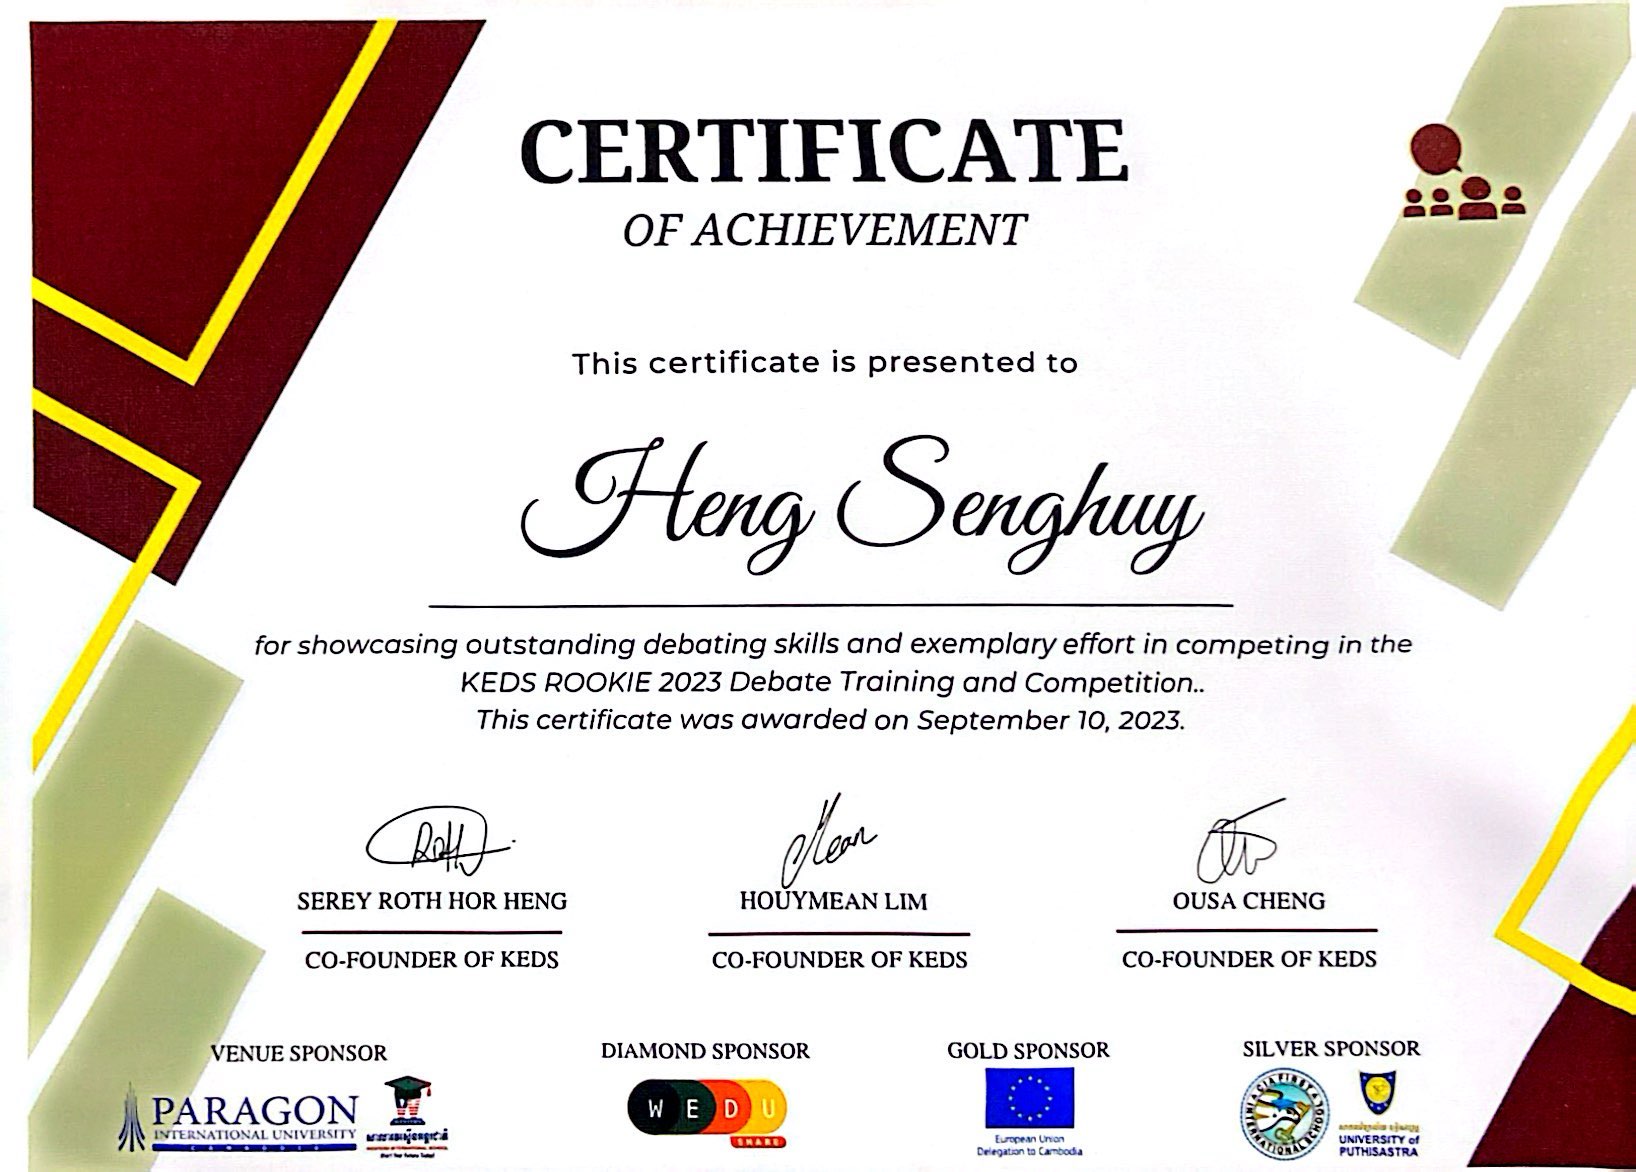 CERTIFICATE
OF ACHIEVEMENT
This certificate is presented to
Heng Senghuy
for showcasing outstanding debating skills and exemplary effort in competing in the
KEDS ROOKIE 2023 Debate Training and Competition..
This certificate was awarded on September 10, 2023.
SEREY ROTH HOR HENG
CO-FOUNDER OF KEDS
HOUYMEAN LIM
CO-FOUNDER OF KEDS
OUSA CHENG
CO-FOUNDER OF KEDS
VENUE SPONSOR
PARAGON
INTERNATIONAL UNIVERSITY
CAMBODIA
DIAMOND SPONSOR
WEDU
SHARE
GOLD SPONSOR
European Union
Delegation to Cambodia
SILVER SPONSOR
CIA FIRST INTERNATIONAL SCHOOL
UNIVERSITY of
PUTHISASTRA